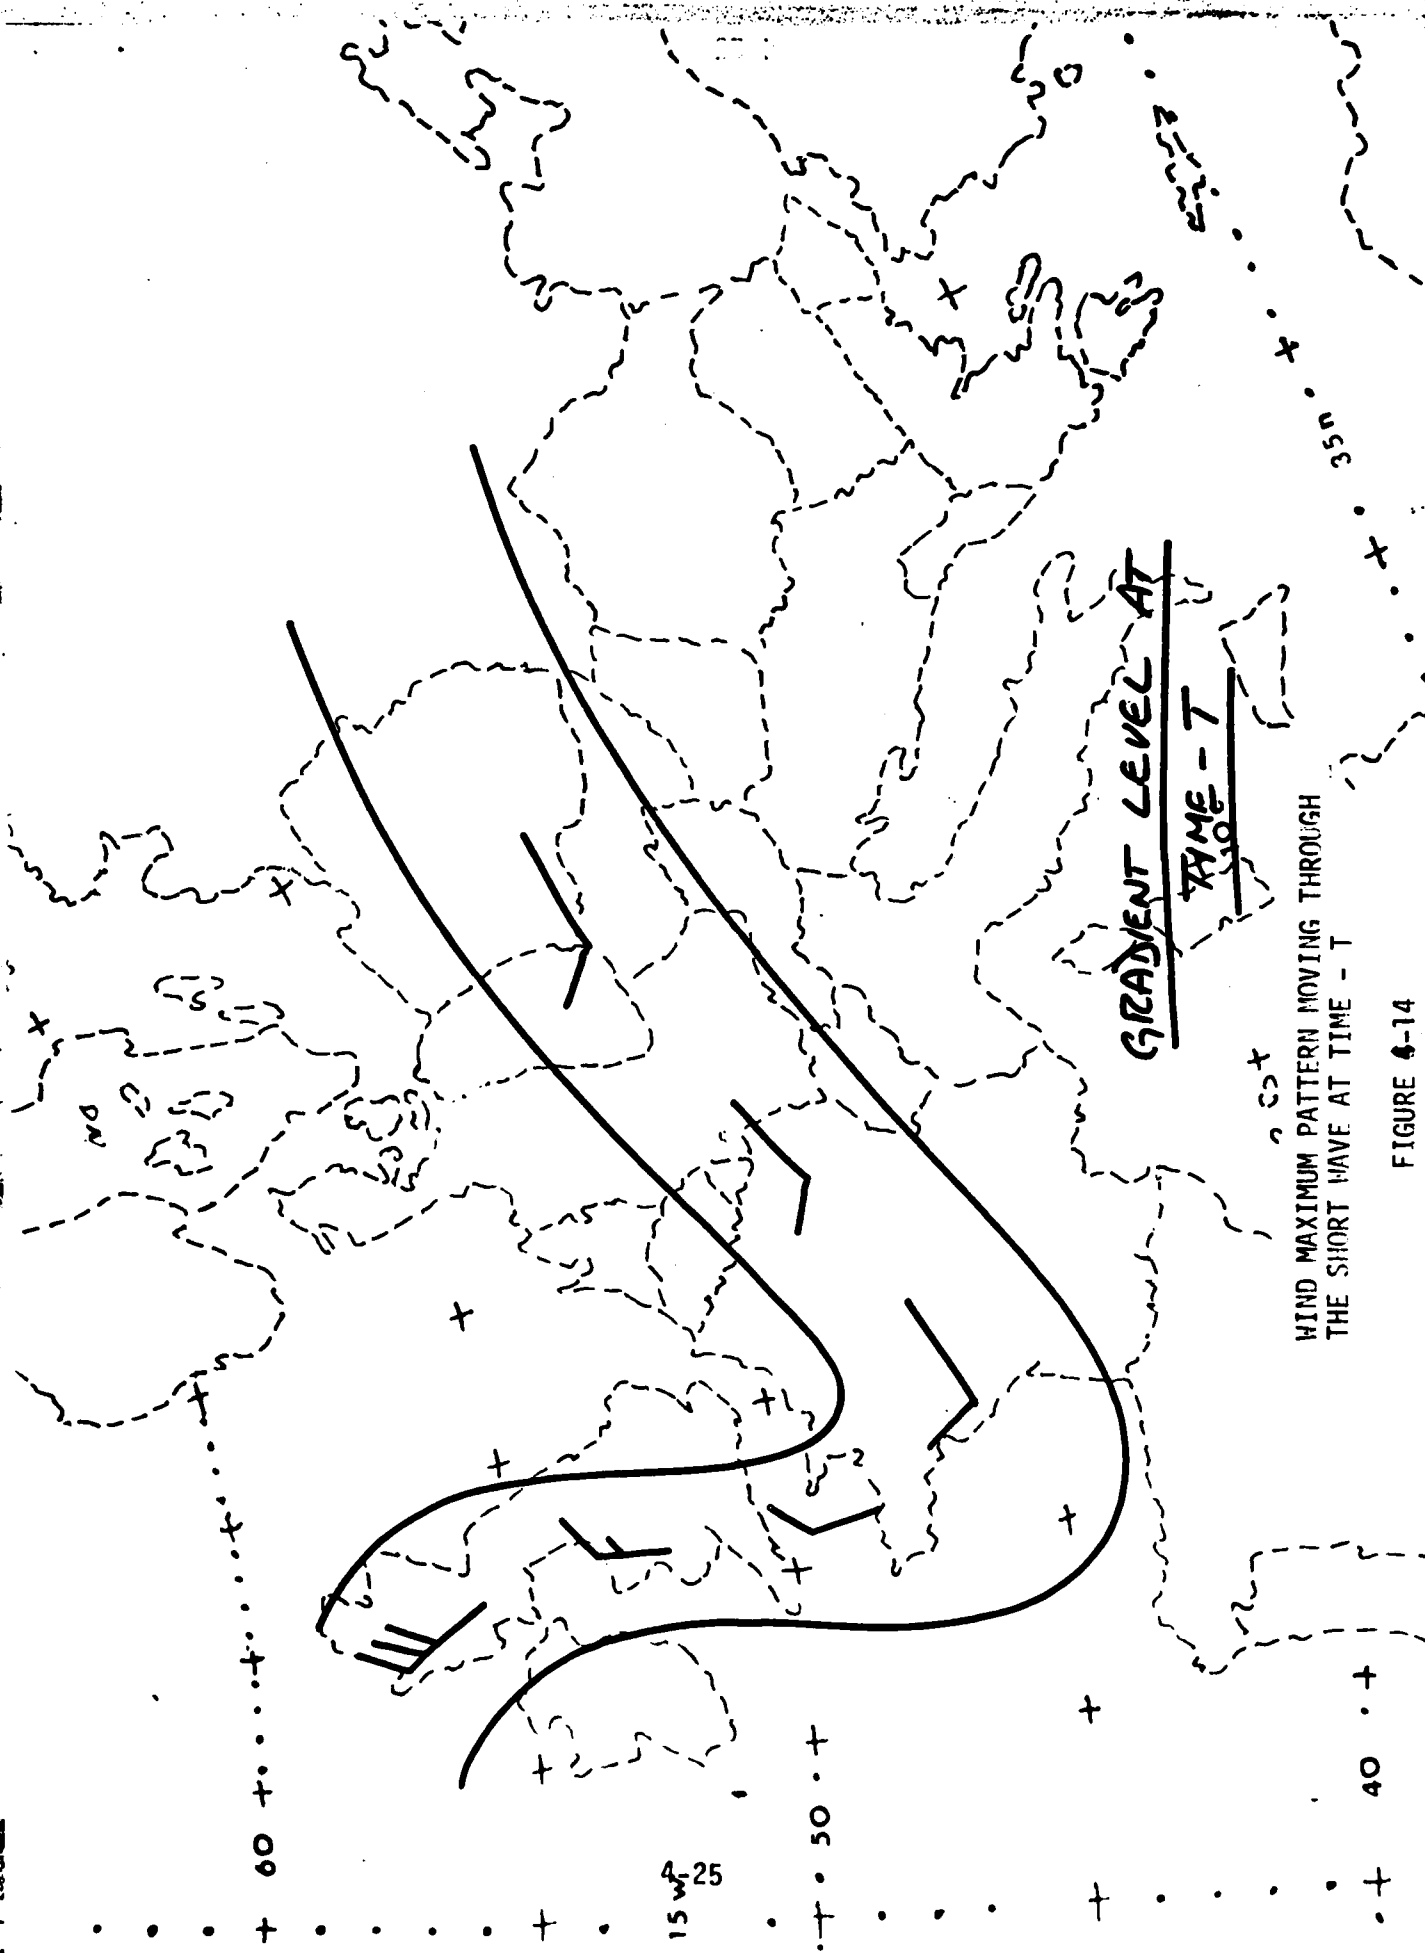 GRADIENT LEVEL AT
TIME - T
WIND MAXIMUM PATTERN MOVING THROUGH
THE SHORT WAVE AT TIME - T
FIGURE 4-14
4-25
60
50
40
15 W
10 E
35 N